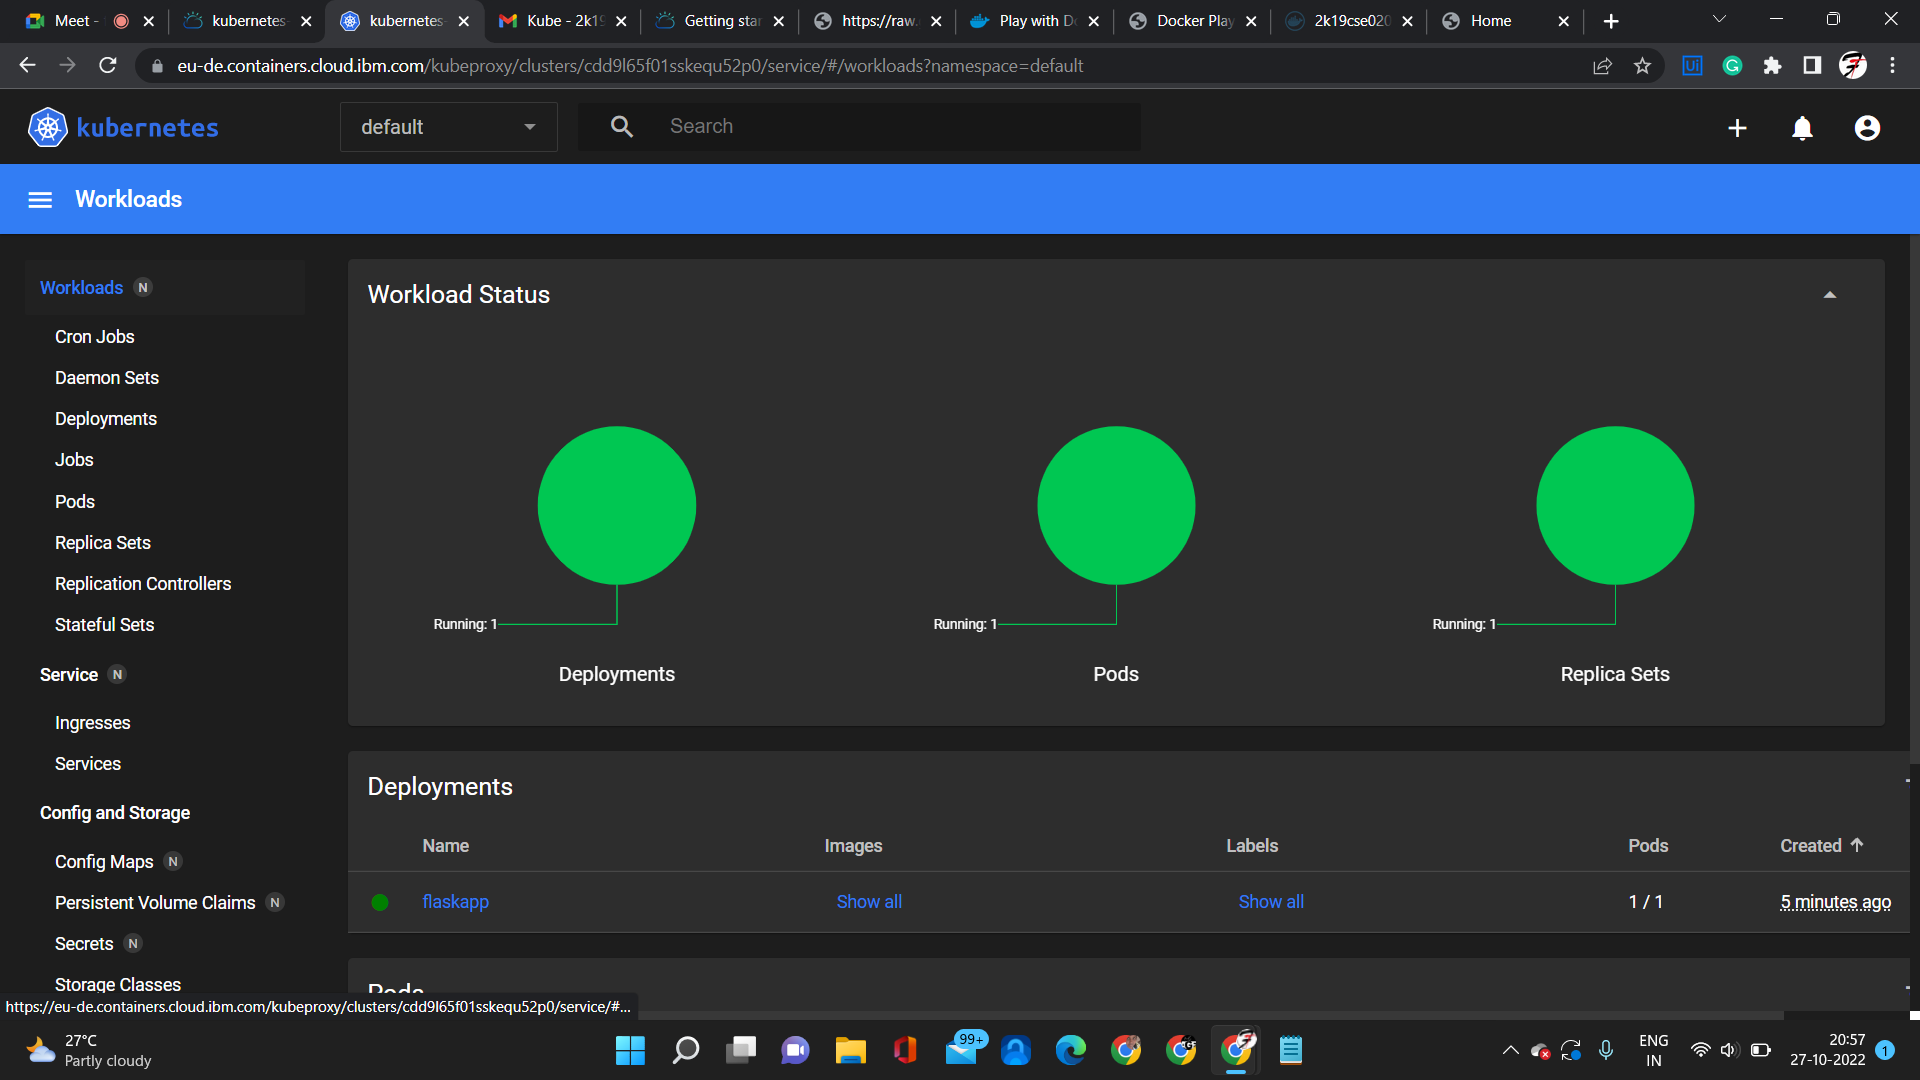 Meet -
kubernetes-
kubernetes-
Kube - 2k19
Getting star
https://raw.
Play with Do
Docker Play
2k19cse020
Home
eu-de.containers.cloud.ibm.com/kubeproxy/clusters/cdd9l65f01sskequ52p0/service/#/workloads?namespace=default
Ui
G
kubernetes
default
Search
Workloads
Workloads N
Cron Jobs
Daemon Sets
Deployments
Jobs
Pods
Replica Sets
Replication Controllers
Stateful Sets
Service N
Ingresses
Services
Config and Storage
Config Maps N
Persistent Volume Claims N
Secrets N
Storage Classes
Workload Status
Running: 1
Deployments
Running: 1
Pods
Running: 1
Replica Sets
Deployments
Name Images Labels Pods Created
flaskapp Show all Show all 1 / 1 5 minutes ago
Pods
https://eu-de.containers.cloud.ibm.com/kubeproxy/clusters/cdd9l65f01sskequ52p0/service/#...
27°C
Partly cloudy
99+
ENG
IN
20:57
27-10-2022
1